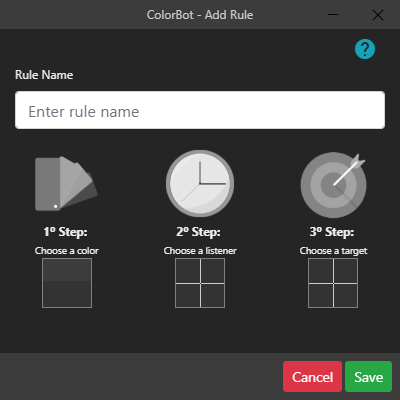 ColorBot - Add Rule
?
Rule Name
Enter rule name
1º Step:
2º Step:
3º Step:
Choose a color
Choose a listener
Choose a target
Cancel
Save